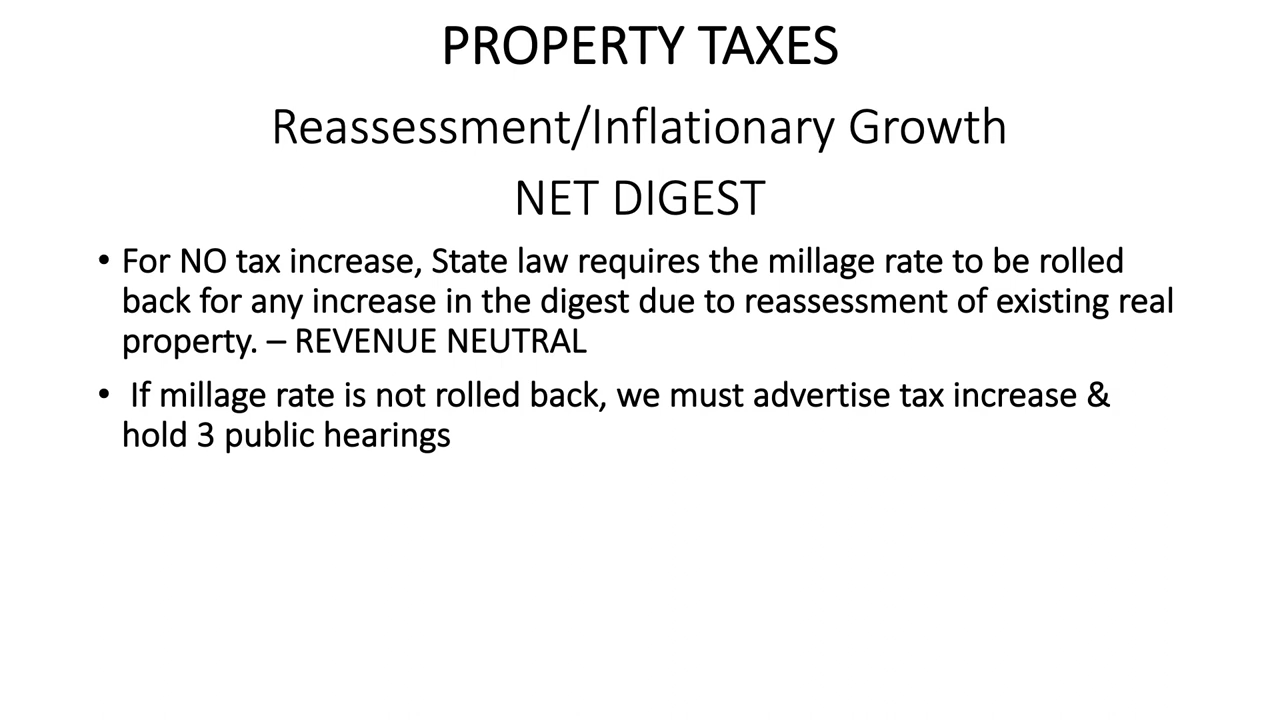 PROPERTY TAXES
Reassessment/Inflationary Growth
NET DIGEST
• For NO tax increase, State law requires the millage rate to be rolled
back for any increase in the digest due to reassessment of existing real
property. – REVENUE NEUTRAL
• If millage rate is not rolled back, we must advertise tax increase &
hold 3 public hearings